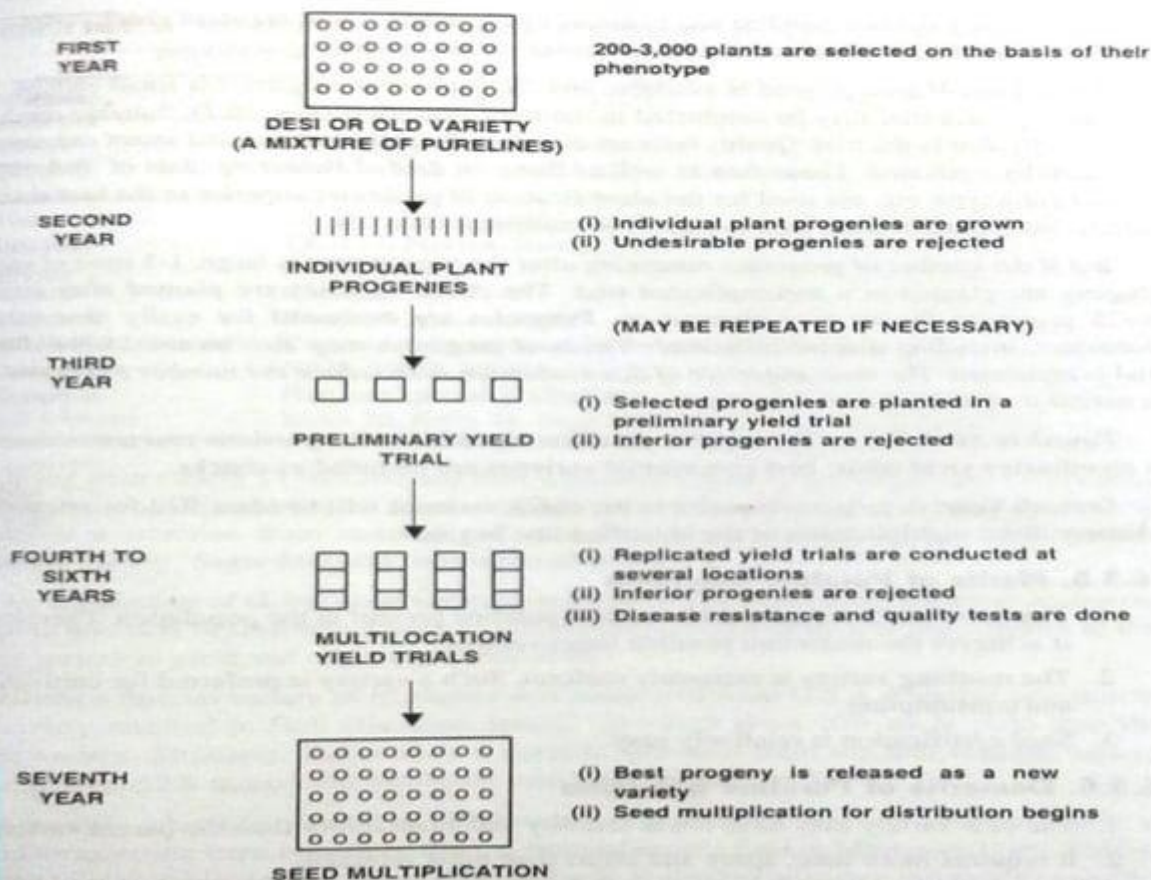 FIRST
YEAR
200–3,000 plants are selected on the basis of their
phenotype
DESI OR OLD VARIETY
(A MIXTURE OF PURELINES)
SECOND
YEAR
(i) Individual plant progenies are grown
(ii) Undesirable progenies are rejected
INDIVIDUAL PLANT
PROGENIES
(MAY BE REPEATED IF NECESSARY)
THIRD
YEAR
(i) Selected progenies are planted in a
preliminary yield trial
(ii) Inferior progenies are rejected
PRELIMINARY YIELD
TRIAL
FOURTH TO
SIXTH
YEARS
(i) Replicated yield trials are conducted at
several locations
(ii) Inferior progenies are rejected
(iii) Disease resistance and quality tests are done
MULTILOCATION
YIELD TRIALS
SEVENTH
YEAR
(i) Best progeny is released as a new
variety
(ii) Seed multiplication for distribution begins
SEED MULTIPLICATION